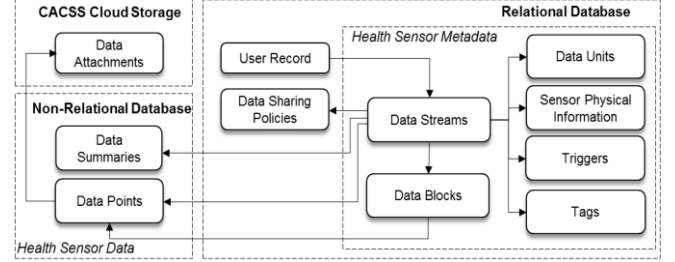 CACSS Cloud Storage
Data
Attachments
Non-Relational Database
Data
Summaries
Data Points
Health Sensor Data
Relational Database
Health Sensor Metadata
User Record
Data Sharing
Policies
Data Streams
Data Blocks
Data Units
Sensor Physical
Information
Triggers
Tags